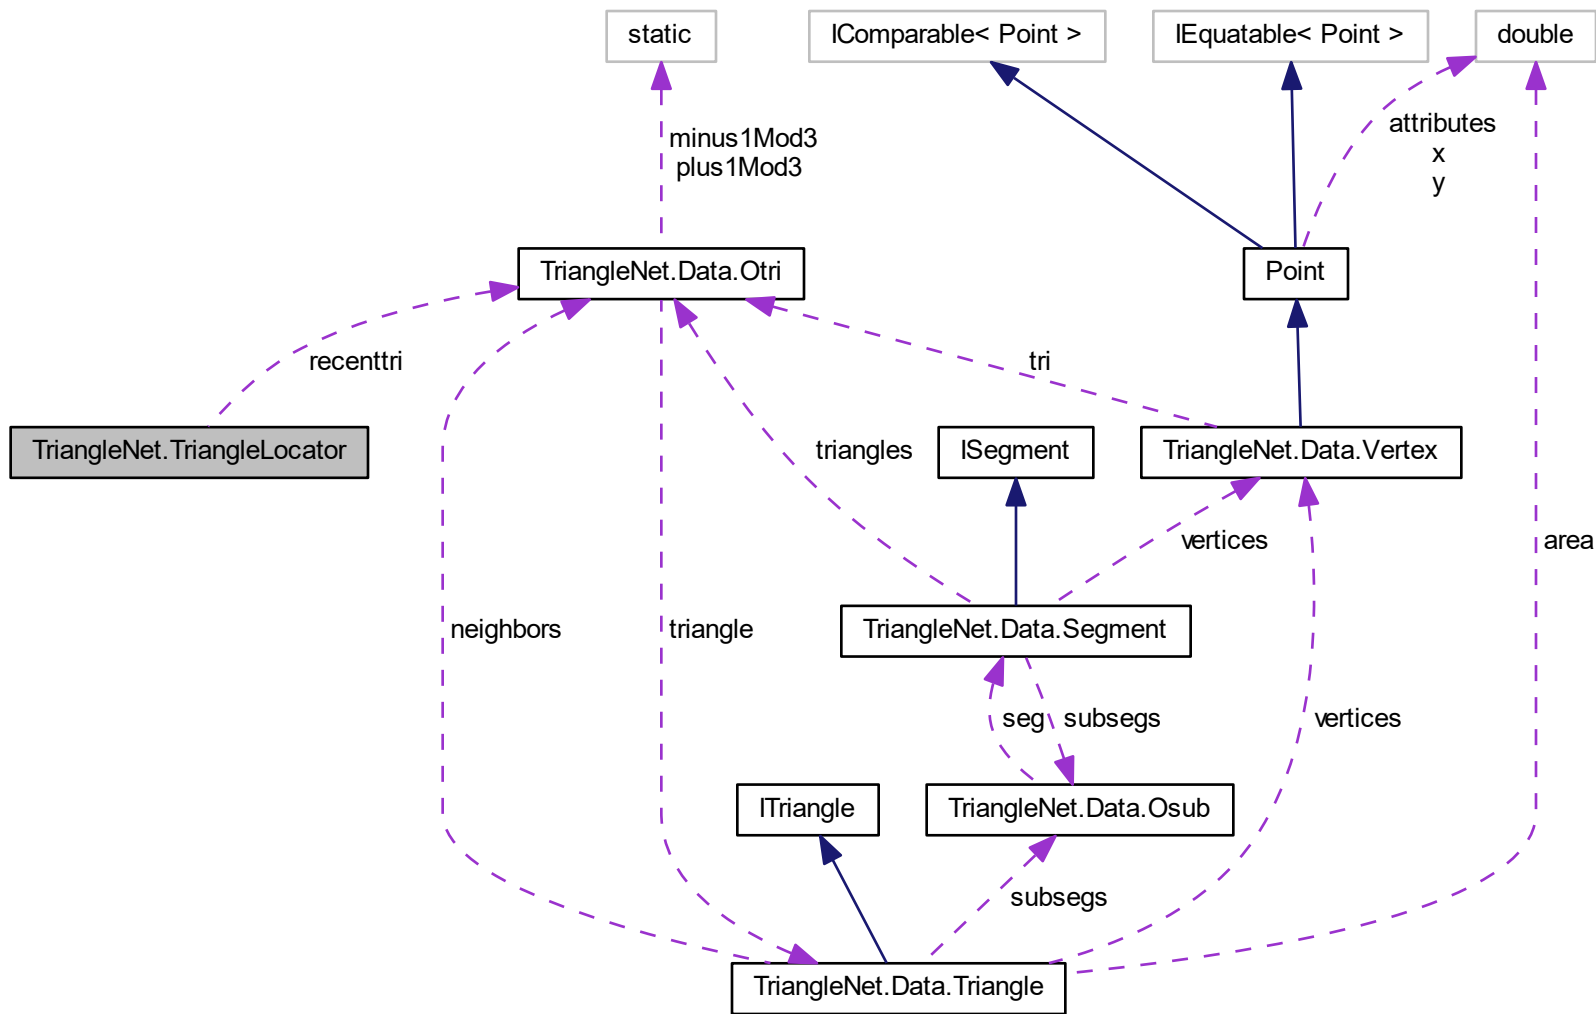 static
IComparable< Point >
IEquatable< Point >
double
minus1Mod3
plus1Mod3
attributes
x
y
TriangleNet.Data.Otri
Point
recenttri
tri
TriangleNet.TriangleLocator
triangles
ISegment
TriangleNet.Data.Vertex
vertices
area
neighbors
triangle
TriangleNet.Data.Segment
seg
subsegs
vertices
ITriangle
TriangleNet.Data.Osub
subsegs
TriangleNet.Data.Triangle